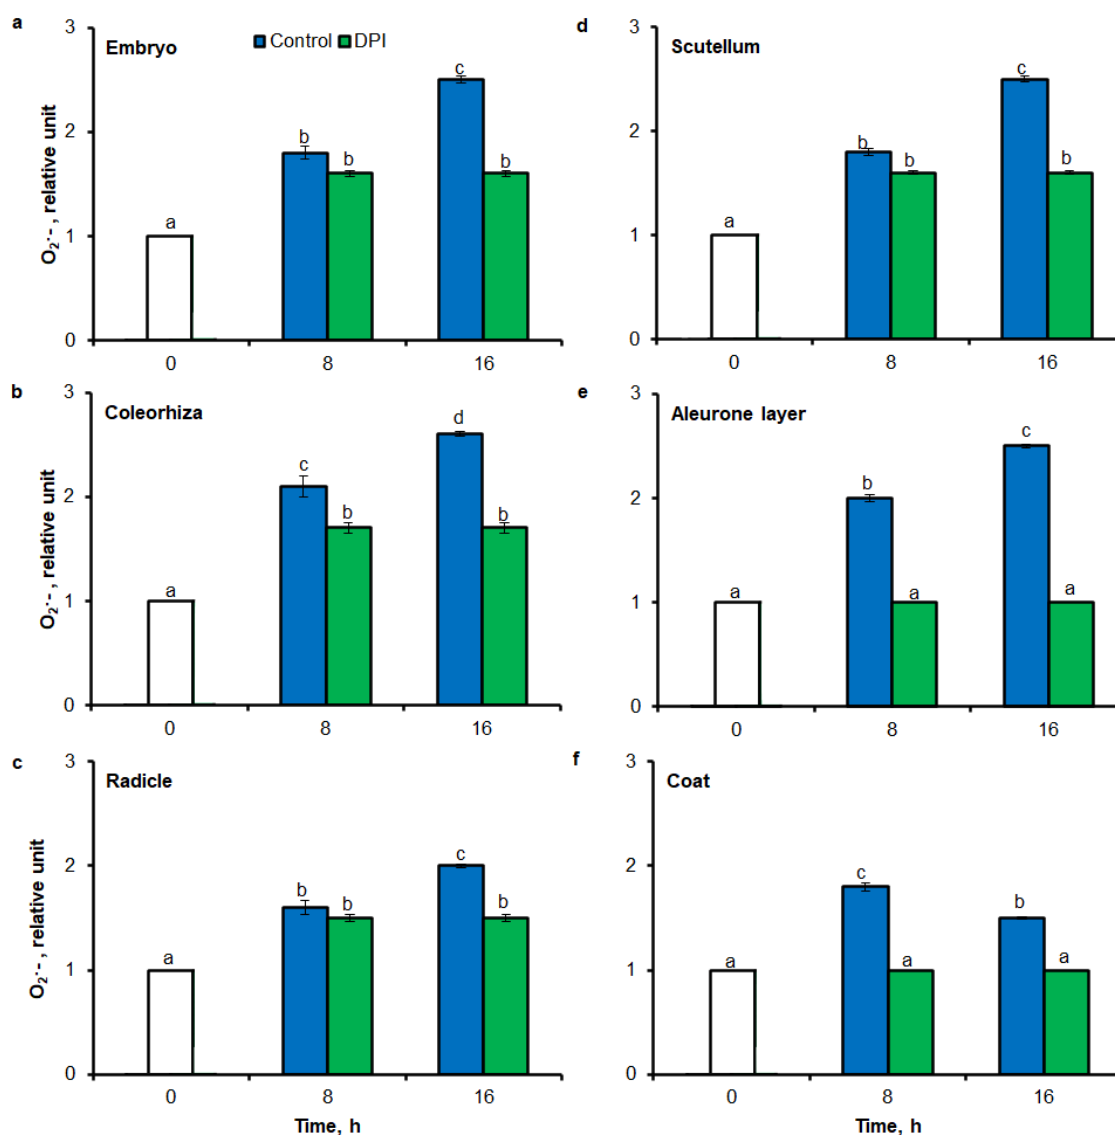 a
Embryo
Control DPI
O₂·-, relative unit
3
2
1
0
a
b
b
c
b
0 8 16
d
Scutellum
3
2
1
0
a
b
b
c
b
0 8 16
b
Coleorhiza
O₂·-, relative unit
3
2
1
0
a
c
b
d
b
0 8 16
e
Aleurone layer
3
2
1
0
a
b
a
c
a
0 8 16
c
Radicle
O₂·-, relative unit
3
2
1
0
a
b
b
c
b
0 8 16
Time, h
f
Coat
3
2
1
0
a
c
a
b
a
0 8 16
Time, h